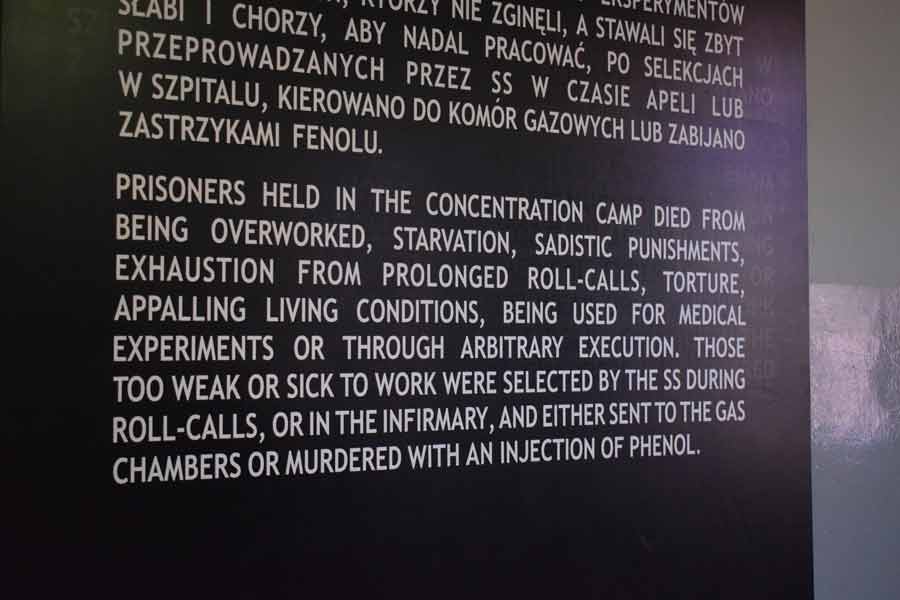 KTÓRZY NIE ZGINĘLI, A STAWALI SIĘ ZBYT
SŁABI I CHORZY, ABY NADAL PRACOWAĆ, PO SELEKCJACH
PRZEPROWADZANYCH PRZEZ SS W CZASIE APELI LUB
W SZPITALU, KIEROWANO DO KOMÓR GAZOWYCH LUB ZABIJANO
ZASTRZYKAMI FENOLU.
PRISONERS HELD IN THE CONCENTRATION CAMP DIED FROM
BEING OVERWORKED, STARVATION, SADISTIC PUNISHMENTS,
EXHAUSTION FROM PROLONGED ROLL-CALLS, TORTURE,
APPALLING LIVING CONDITIONS, BEING USED FOR MEDICAL
EXPERIMENTS OR THROUGH ARBITRARY EXECUTION. THOSE
TOO WEAK OR SICK TO WORK WERE SELECTED BY THE SS DURING
ROLL-CALLS, OR IN THE INFIRMARY, AND EITHER SENT TO THE GAS
CHAMBERS OR MURDERED WITH AN INJECTION OF PHENOL.